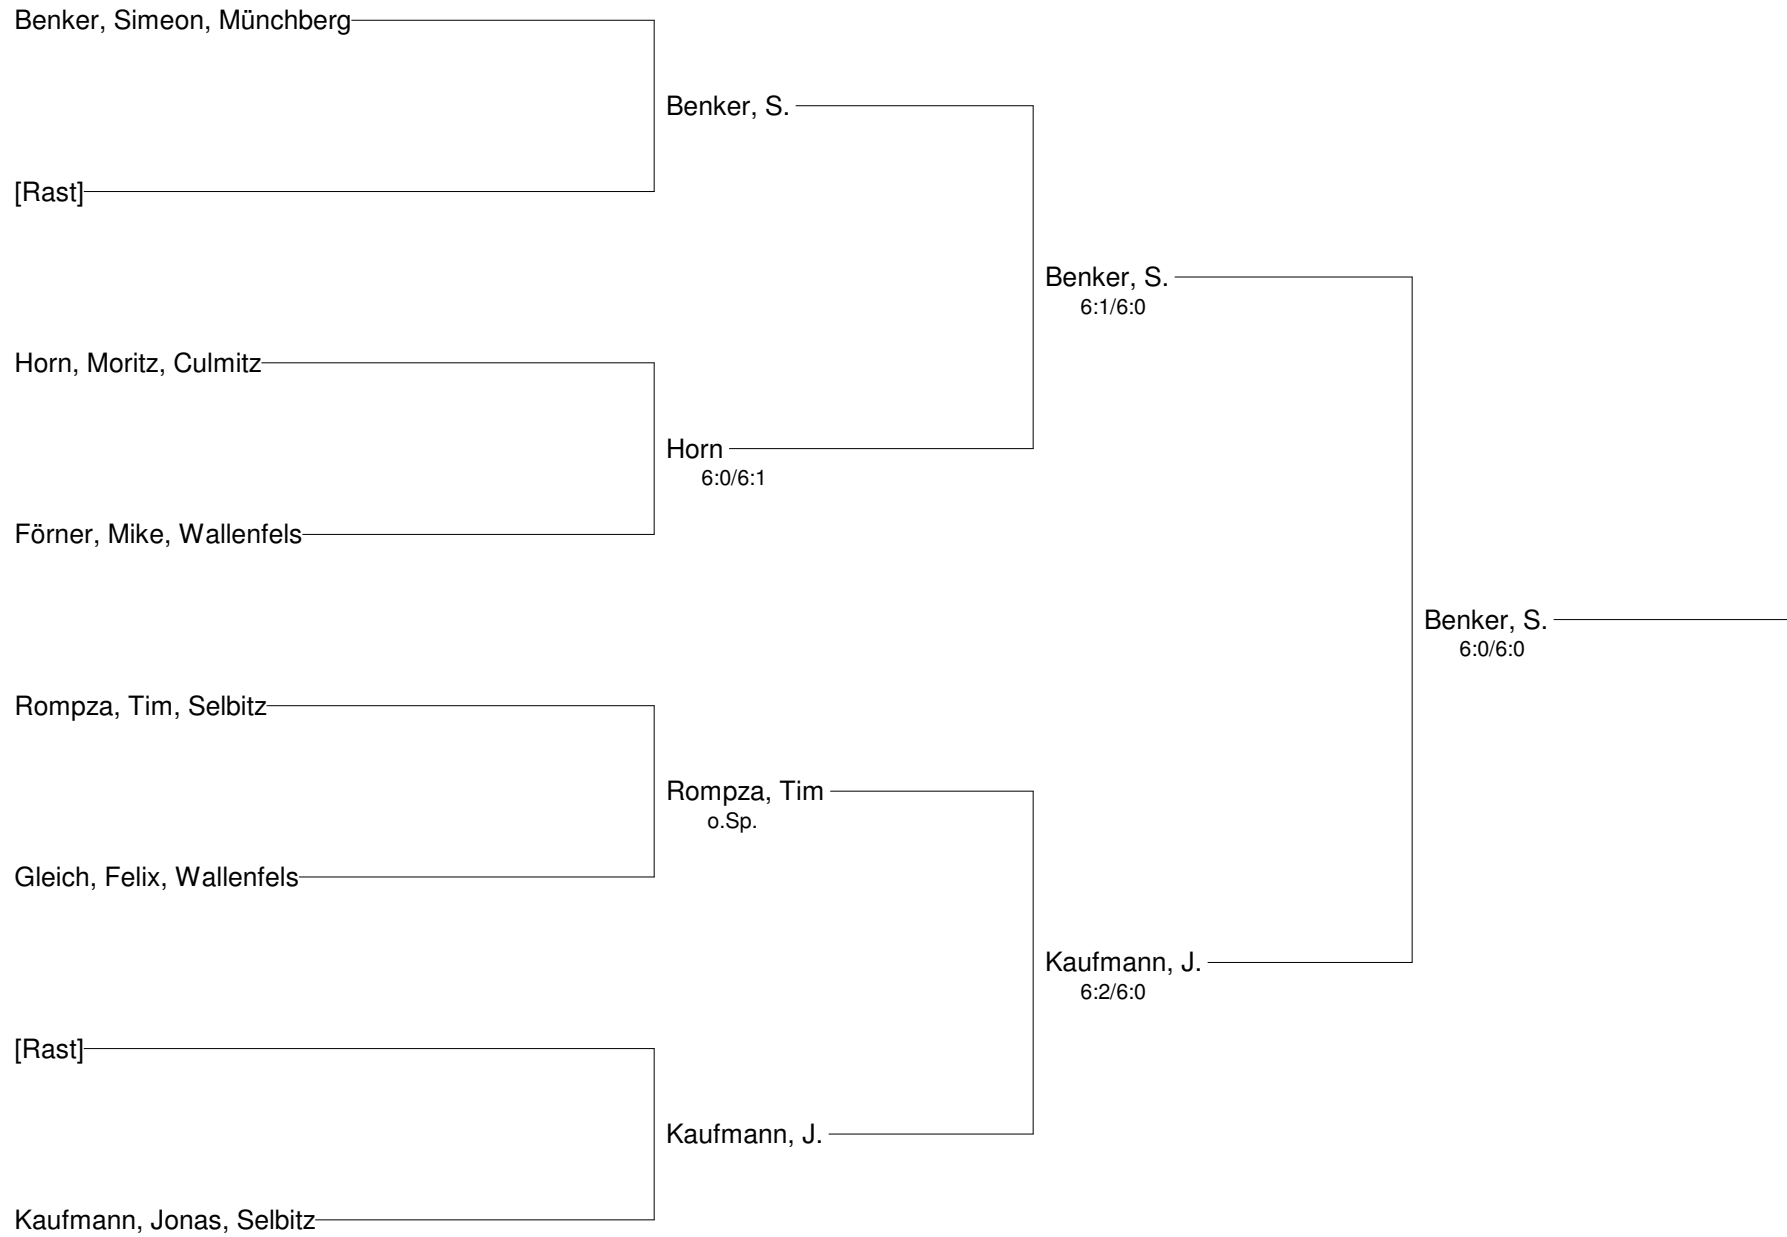 Benker, Simeon, Münchberg
Benker, S.
[Rast]
Benker, S.
6:1/6:0
Horn, Moritz, Culmitz
Horn
6:0/6:1
Förner, Mike, Wallenfels
Benker, S.
6:0/6:0
Rompza, Tim, Selbitz
Rompza, Tim
o.Sp.
Gleich, Felix, Wallenfels
Kaufmann, J.
6:2/6:0
[Rast]
Kaufmann, J.
Kaufmann, Jonas, Selbitz